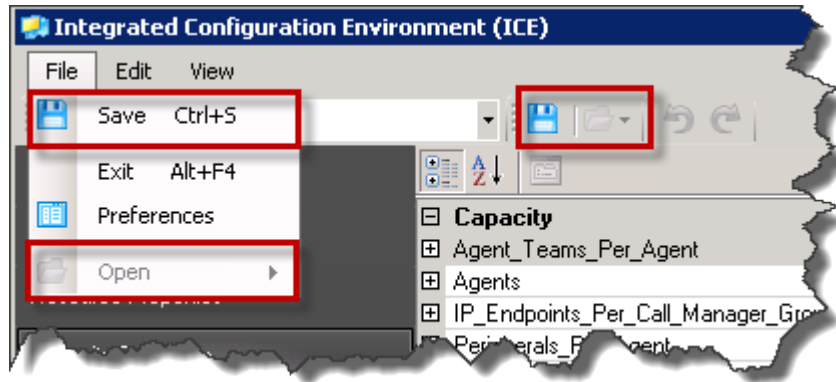 Integrated Configuration Environment (ICE)
File Edit View
Save Ctrl+S
Exit Alt+F4
Preferences
Open
Capacity
Agent_Teams_Per_Agent
Agents
IP_Endpoints_Per_Call_Manager_Gro